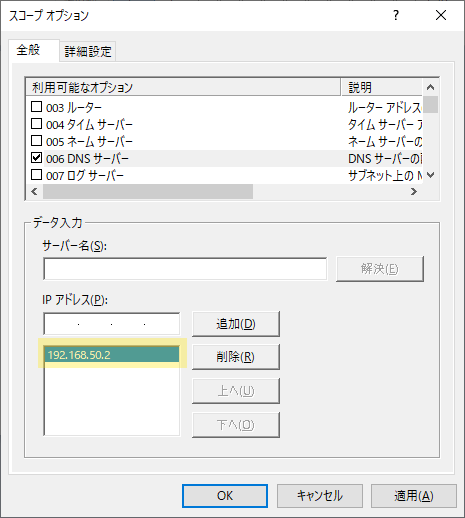 スコープ オプション
全般
詳細設定
利用可能なオプション 説明
003 ルーター ルーター アドレス
004 タイム サーバー タイム サーバー
005 ネーム サーバー ネーム サーバーの
006 DNS サーバー DNS サーバーの
007 ログ サーバー サブネット上の
データ入力
サーバー名(S):
解決(E)
IP アドレス(P):
追加(D)
192.168.50.2
削除(R)
上へ(U)
下へ(O)
OK
キャンセル
適用(A)